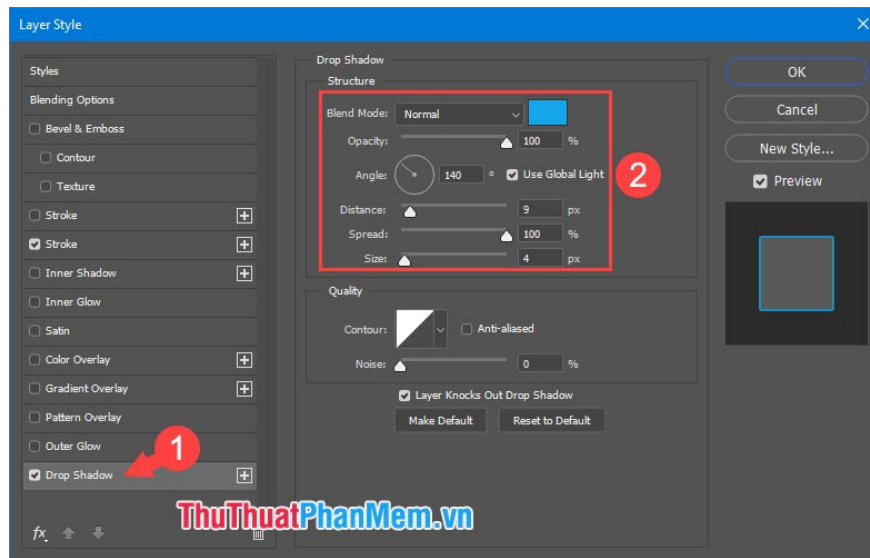 Layer Style
Styles
Blending Options
Bevel & Emboss
Contour
Texture
Stroke
Stroke
Inner Shadow
Inner Glow
Satin
Color Overlay
Gradient Overlay
Pattern Overlay
Outer Glow
Drop Shadow
fx
1
Drop Shadow
Structure
Blend Mode: Normal
Opacity: 100 %
Angle: 140 ° Use Global Light
Distance: 9 px
Spread: 100 %
Size: 4 px
2
Quality
Contour: Anti-aliased
Noise: 0 %
Layer Knocks Out Drop Shadow
Make Default Reset to Default
OK
Cancel
New Style...
Preview
ThuThuatPhanMem.vn